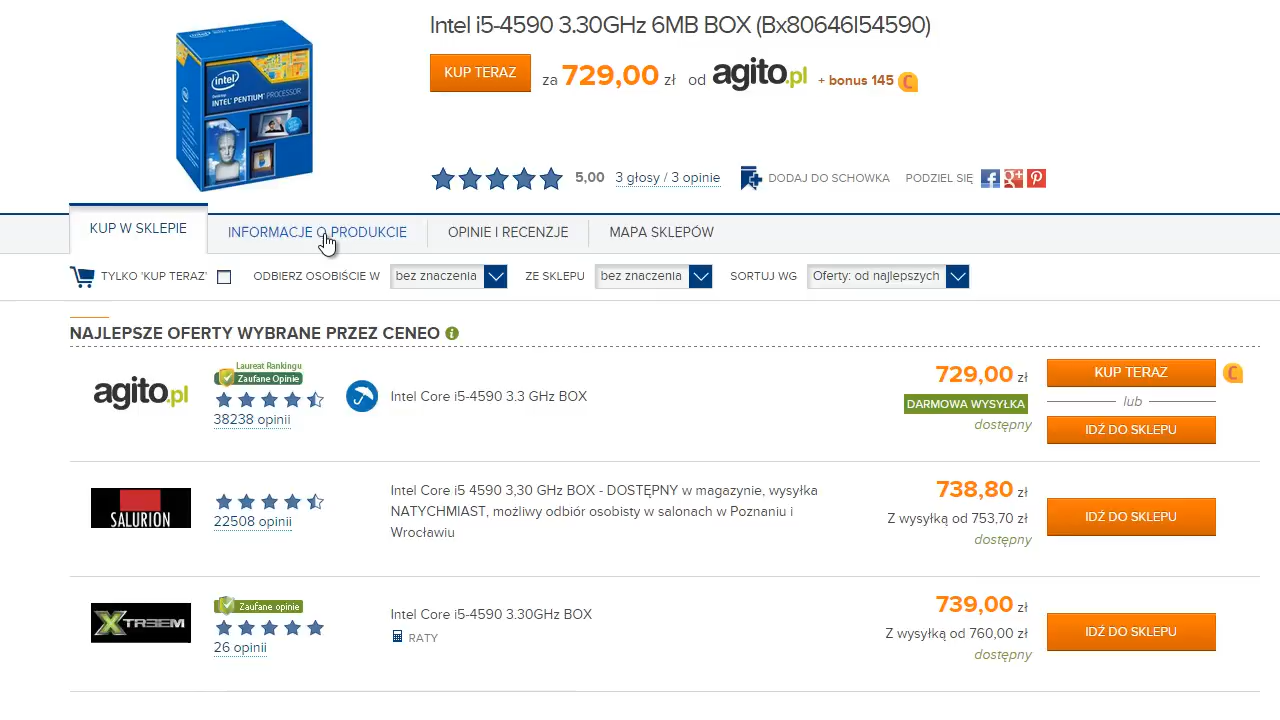 Intel i5-4590 3.30GHz 6MB BOX (Bx80646I54590)
KUP TERAZ za 729,00 zł od agito.pl + bonus 145 C
intel
INTEL PENTIUM PROCESSOR
5,00 3 głosy / 3 opinie DODAJ DO SCHOWKA PODZIEL SIĘ
KUP W SKLEPIE INFORMACJE O PRODUKCIE OPINIE I RECENZJE MAPA SKLEPÓW
TYLKO 'KUP TERAZ' ODBIERZ OSOBIŚCIE W bez znaczenia ZE SKLEPU bez znaczenia SORTUJ WG Oferty: od najlepszych
NAJLEPSZE OFERTY WYBRANE PRZEZ CENEO i
agito.pl
Laureat Rankingu
Zaufane Opinie
38238 opinii
Intel Core i5-4590 3.3 GHz BOX
729,00 zł
DARMOWA WYSYŁKA
dostępny
KUP TERAZ C
lub
IDŹ DO SKLEPU
SALURION
22508 opinii
Intel Core i5 4590 3,30 GHz BOX - DOSTĘPNY w magazynie, wysyłka
NATYCHMIAST, możliwy odbiór osobisty w salonach w Poznaniu i
Wrocławiu
738,80 zł
Z wysyłką od 753,70 zł
dostępny
IDŹ DO SKLEPU
XTREEM
Zaufane opinie
26 opinii
Intel Core i5-4590 3.30GHz BOX
RATY
739,00 zł
Z wysyłką od 760,00 zł
dostępny
IDŹ DO SKLEPU